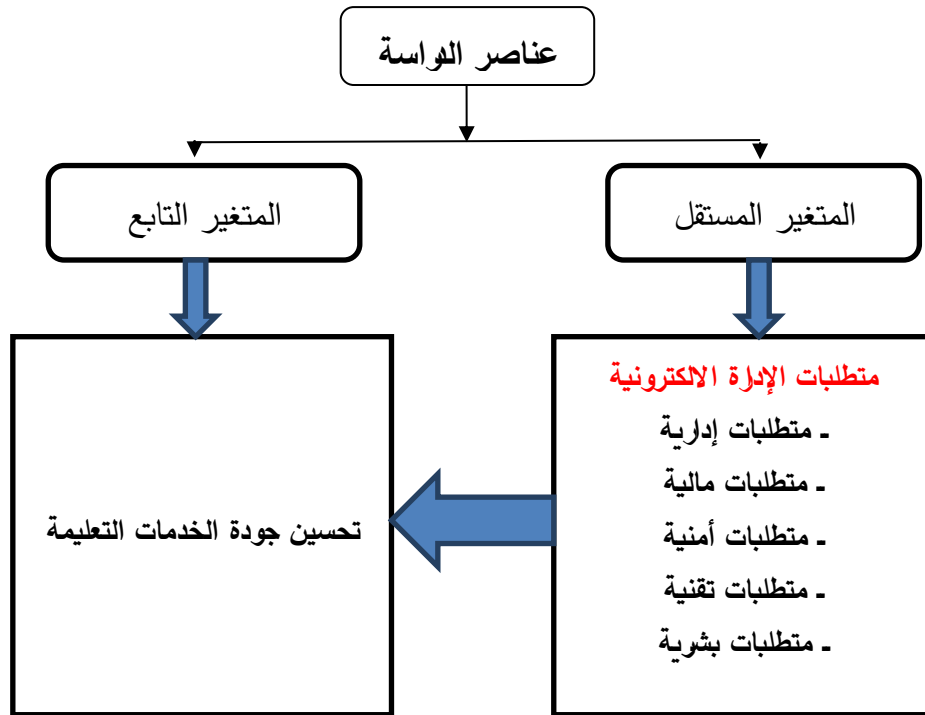 عناصر الدراسة
المتغير المستقل
المتغير التابع
متطلبات الإدارة الالكترونية
ـ متطلبات إدارية
ـ متطلبات مالية
ـ متطلبات أمنية
ـ متطلبات تقنية
ـ متطلبات بشرية
تحسين جودة الخدمات التعليمة